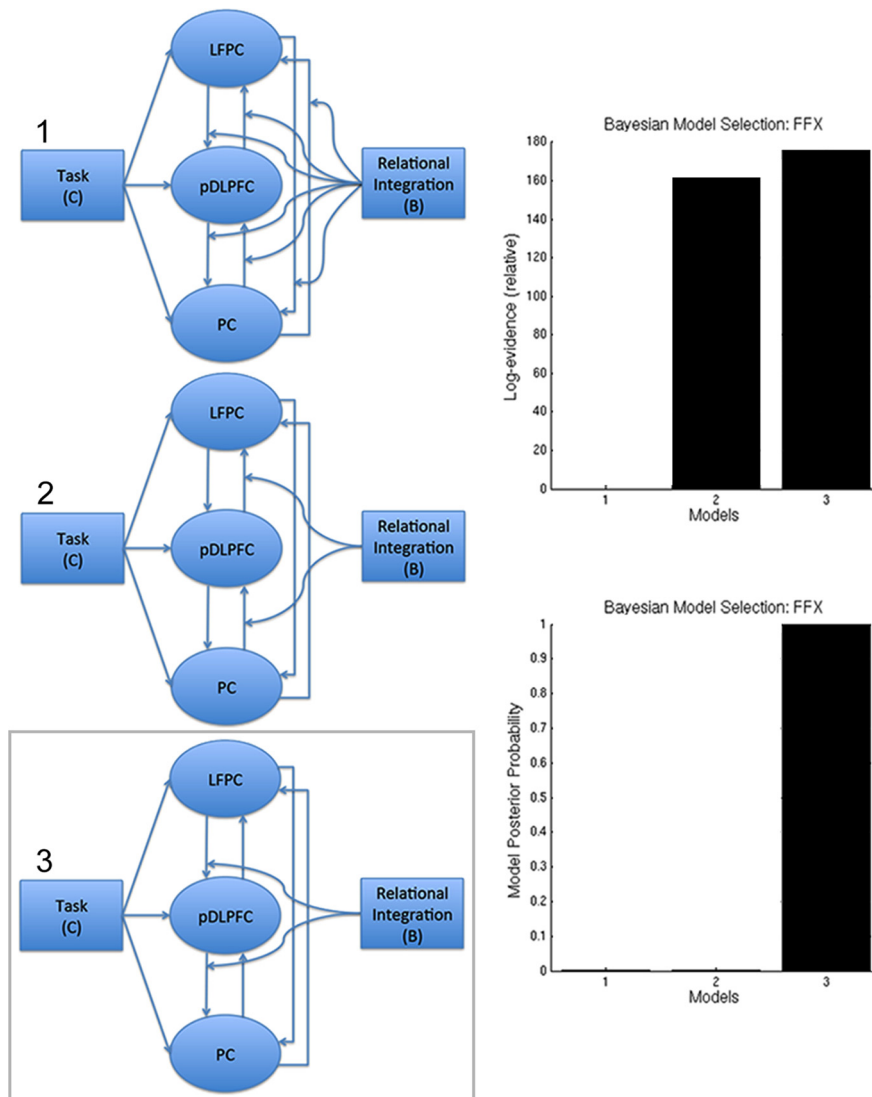 1
LFPC
Task
(C)
pDLPFC
Relational
Integration
(B)
PC
2
LFPC
Task
(C)
pDLPFC
Relational
Integration
(B)
PC
3
LFPC
Task
(C)
pDLPFC
Relational
Integration
(B)
PC
Bayesian Model Selection: FFX
Log-evidence (relative)
180
160
140
120
100
80
60
40
20
0
1 2 3
Models
Bayesian Model Selection: FFX
Model Posterior Probability
1
0.9
0.8
0.7
0.6
0.5
0.4
0.3
0.2
0.1
0
1 2 3
Models